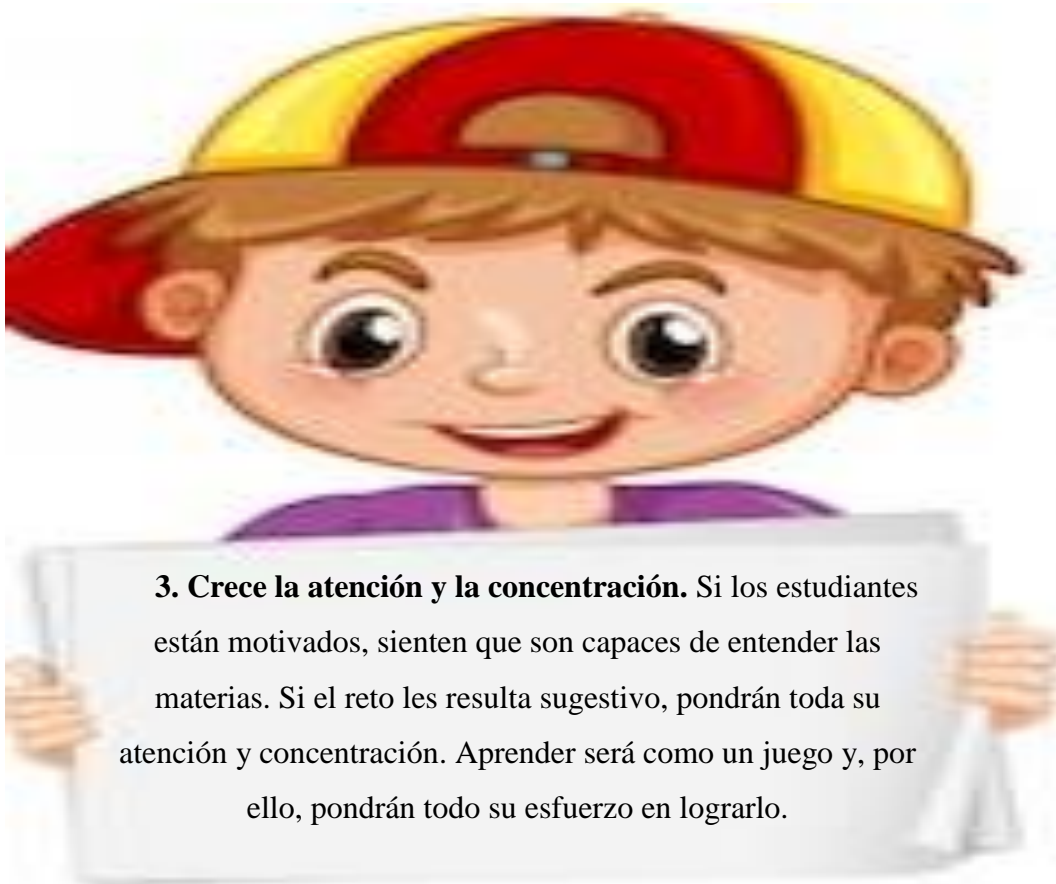 3. Crece la atención y la concentración. Si los estudiantes
están motivados, sienten que son capaces de entender las
materias. Si el reto les resulta sugestivo, pondrán toda su
atención y concentración. Aprender será como un juego y, por
ello, pondrán todo su esfuerzo en lograrlo.